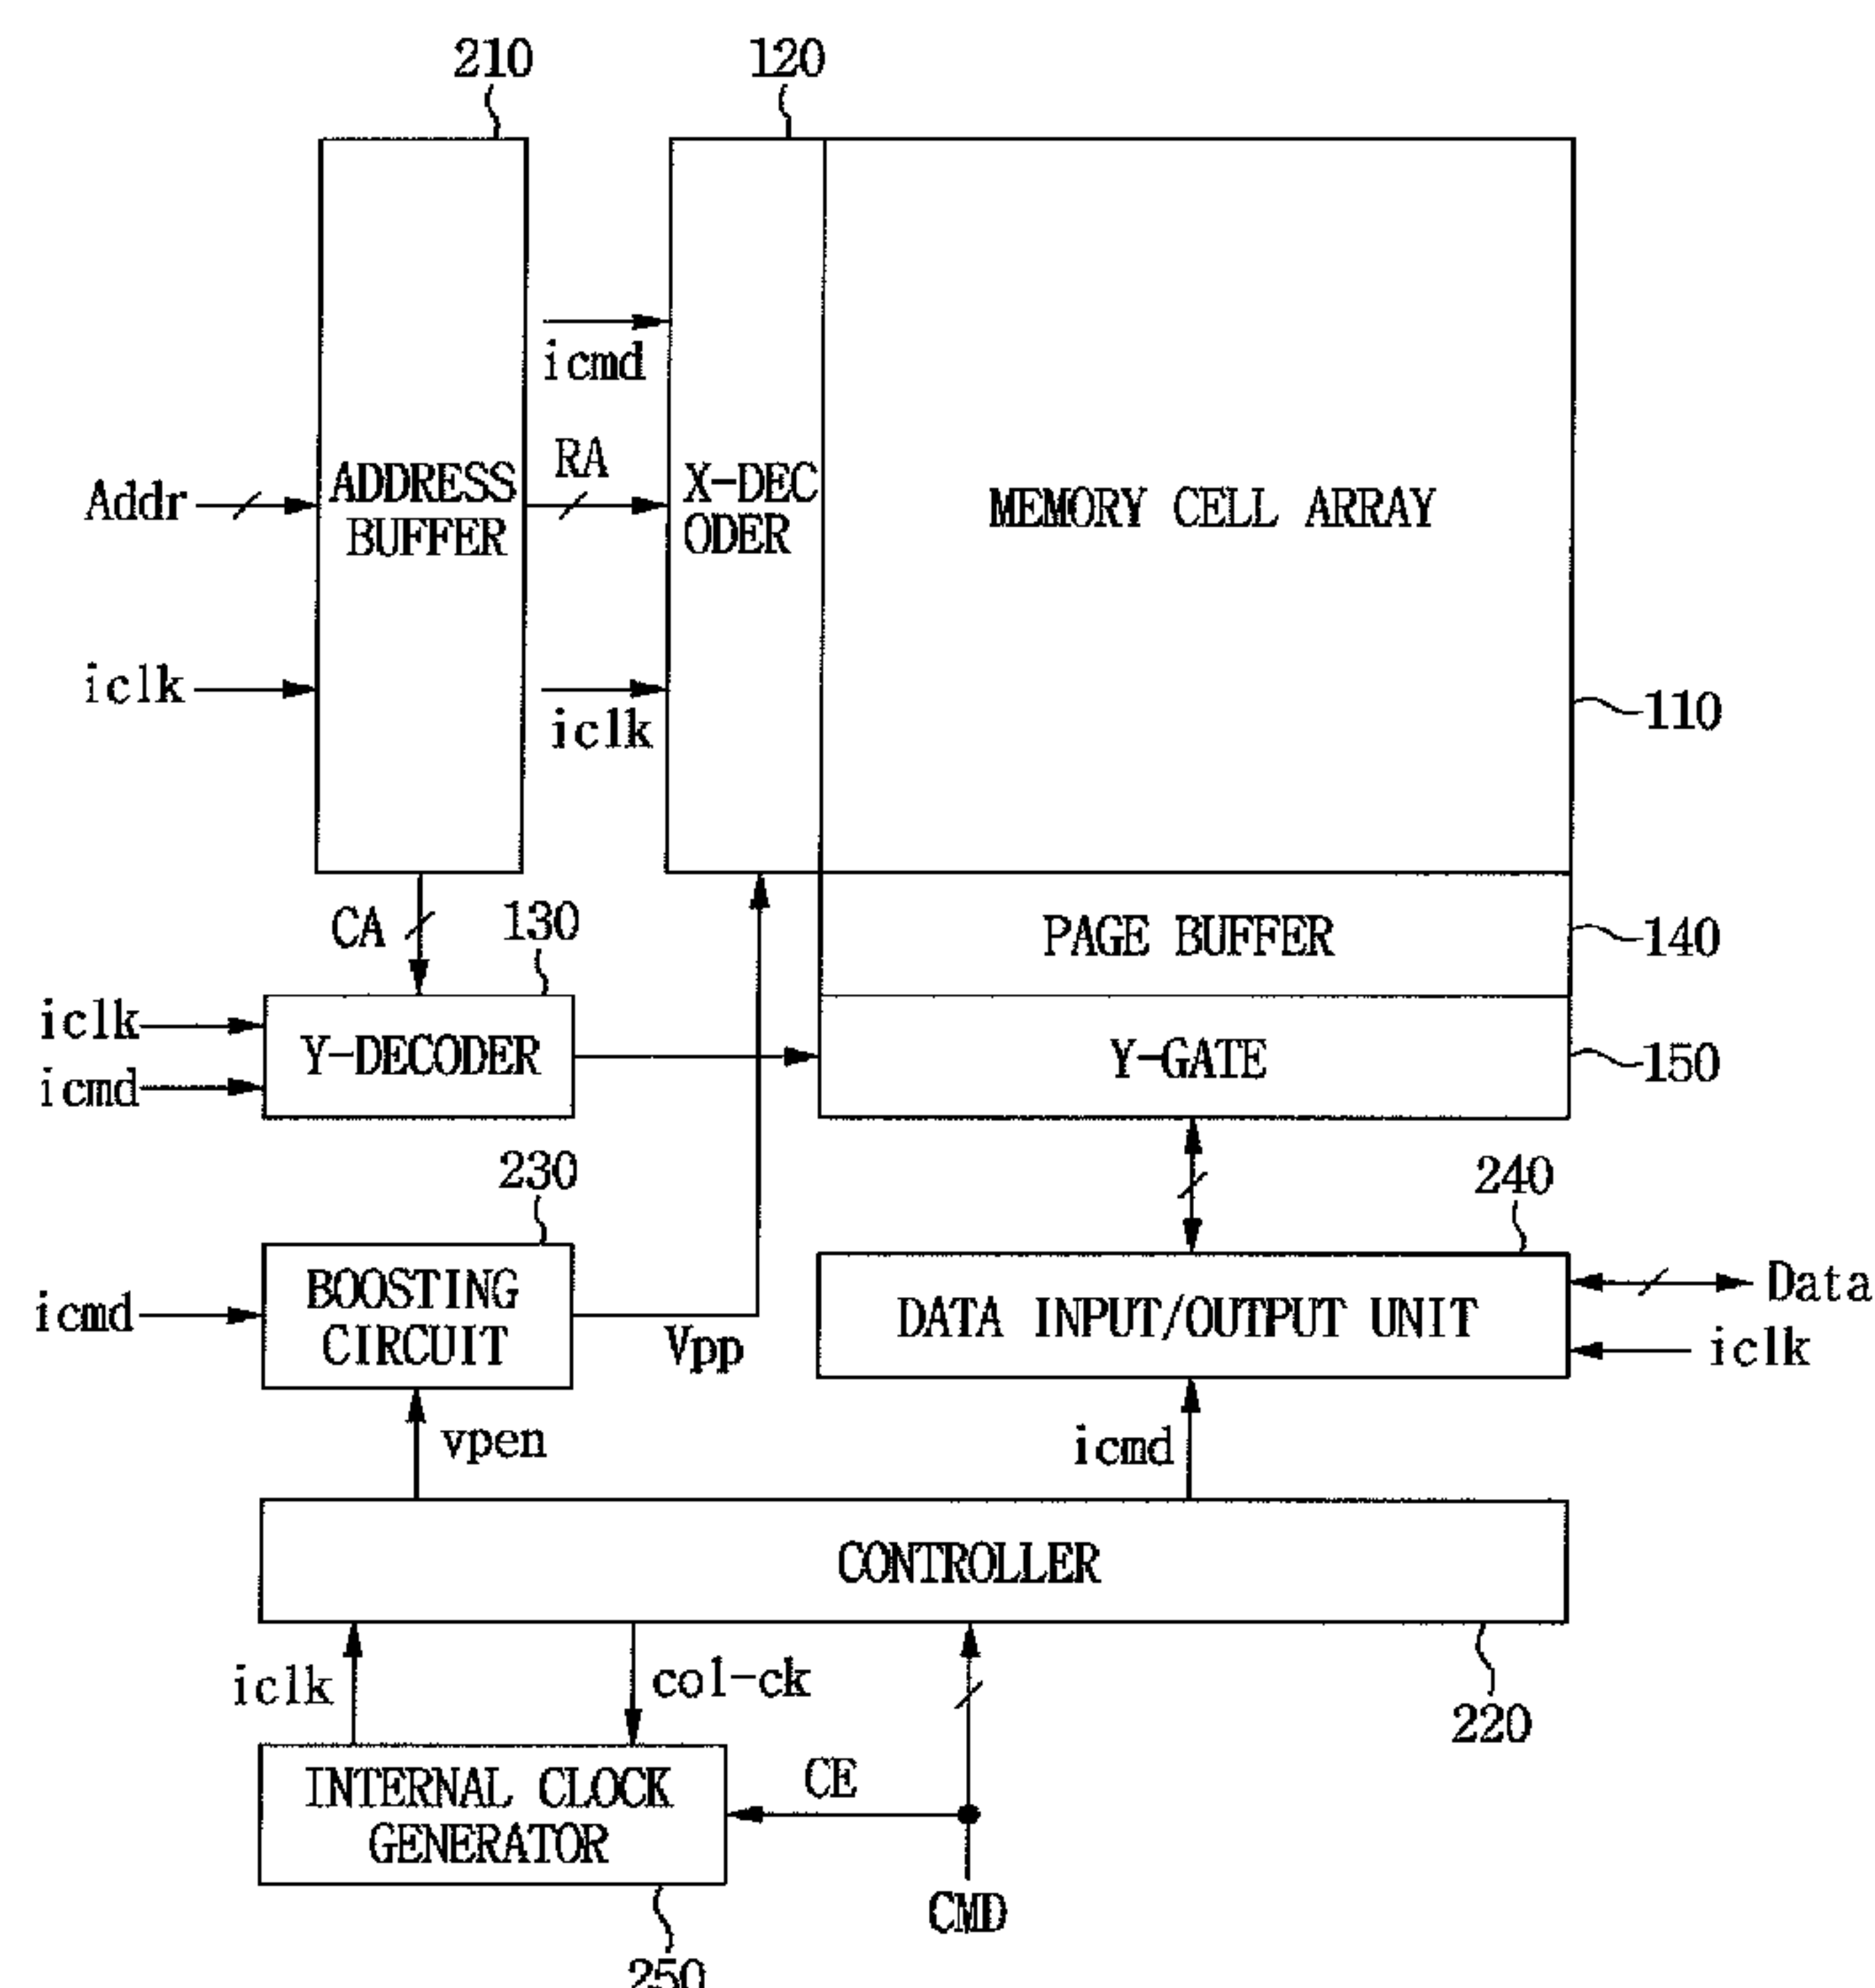 210
120
icmd
Addr
ADDRESS
BUFFER
RA
X-DEC
ODER
MEMORY CELL ARRAY
iclk
iclk
110
CA
130
PAGE BUFFER
140
iclk
icmd
Y-DECODER
Y-GATE
150
230
240
icmd
BOOSTING
CIRCUIT
Vpp
DATA INPUT/OUTPUT UNIT
Data
iclk
vpen
icmd
CONTROLLER
iclk
col-ck
220
INTERNAL CLOCK
GENERATOR
CE
CMD
250